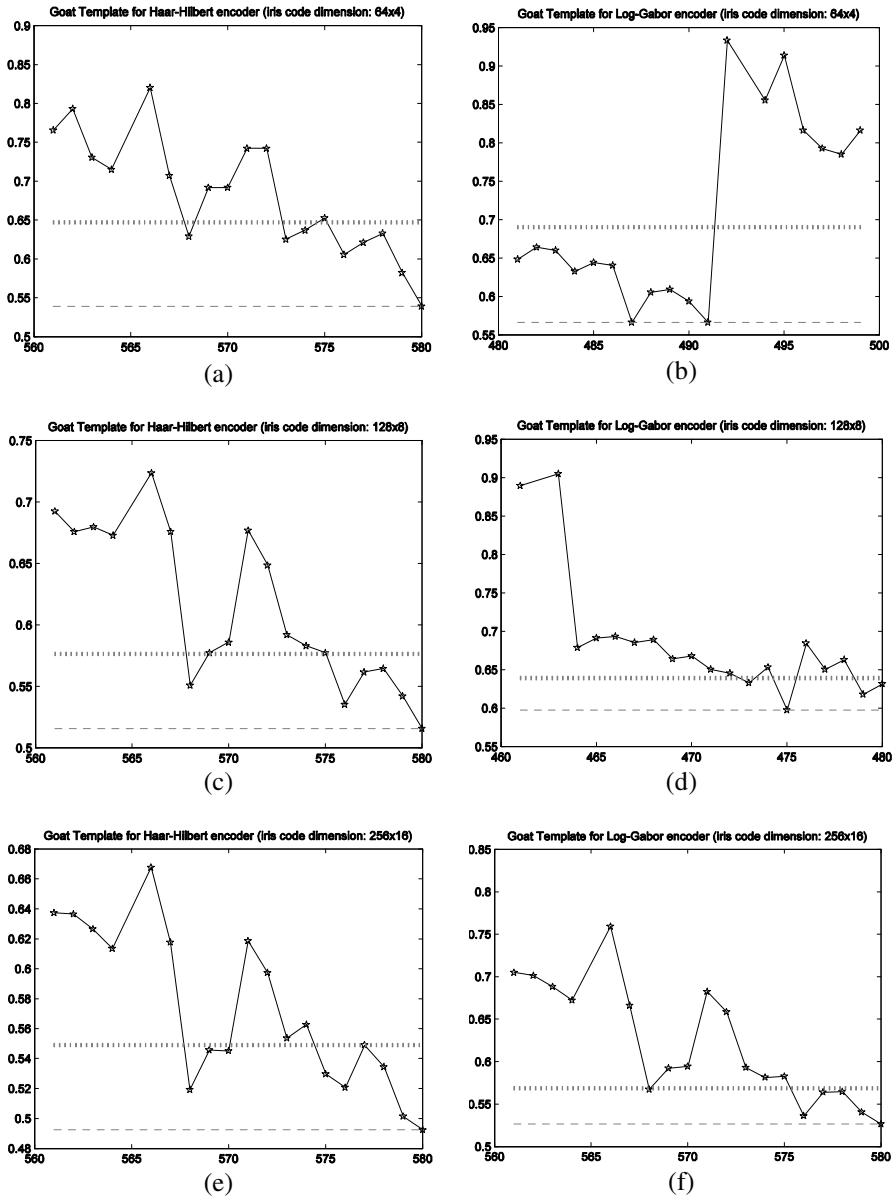 Goat Template for Haar-Hilbert encoder (iris code dimension: 64x4)
0.9
0.85
0.8
0.75
0.7
0.65
0.6
0.55
0.5
560 565 570 575 580
(a)
Goat Template for Log-Gabor encoder (iris code dimension: 64x4)
0.95
0.9
0.85
0.8
0.75
0.7
0.65
0.6
0.55
480 485 490 495 500
(b)
Goat Template for Haar-Hilbert encoder (iris code dimension: 128x8)
0.75
0.7
0.65
0.6
0.55
0.5
560 565 570 575 580
(c)
Goat Template for Log-Gabor encoder (iris code dimension: 128x8)
0.95
0.9
0.85
0.8
0.75
0.7
0.65
0.6
0.55
460 465 470 475 480
(d)
Goat Template for Haar-Hilbert encoder (iris code dimension: 256x16)
0.68
0.66
0.64
0.62
0.6
0.58
0.56
0.54
0.52
0.5
0.48
560 565 570 575 580
(e)
Goat Template for Log-Gabor encoder (iris code dimension: 256x16)
0.85
0.8
0.75
0.7
0.65
0.6
0.55
0.5
560 565 570 575 580
(f)